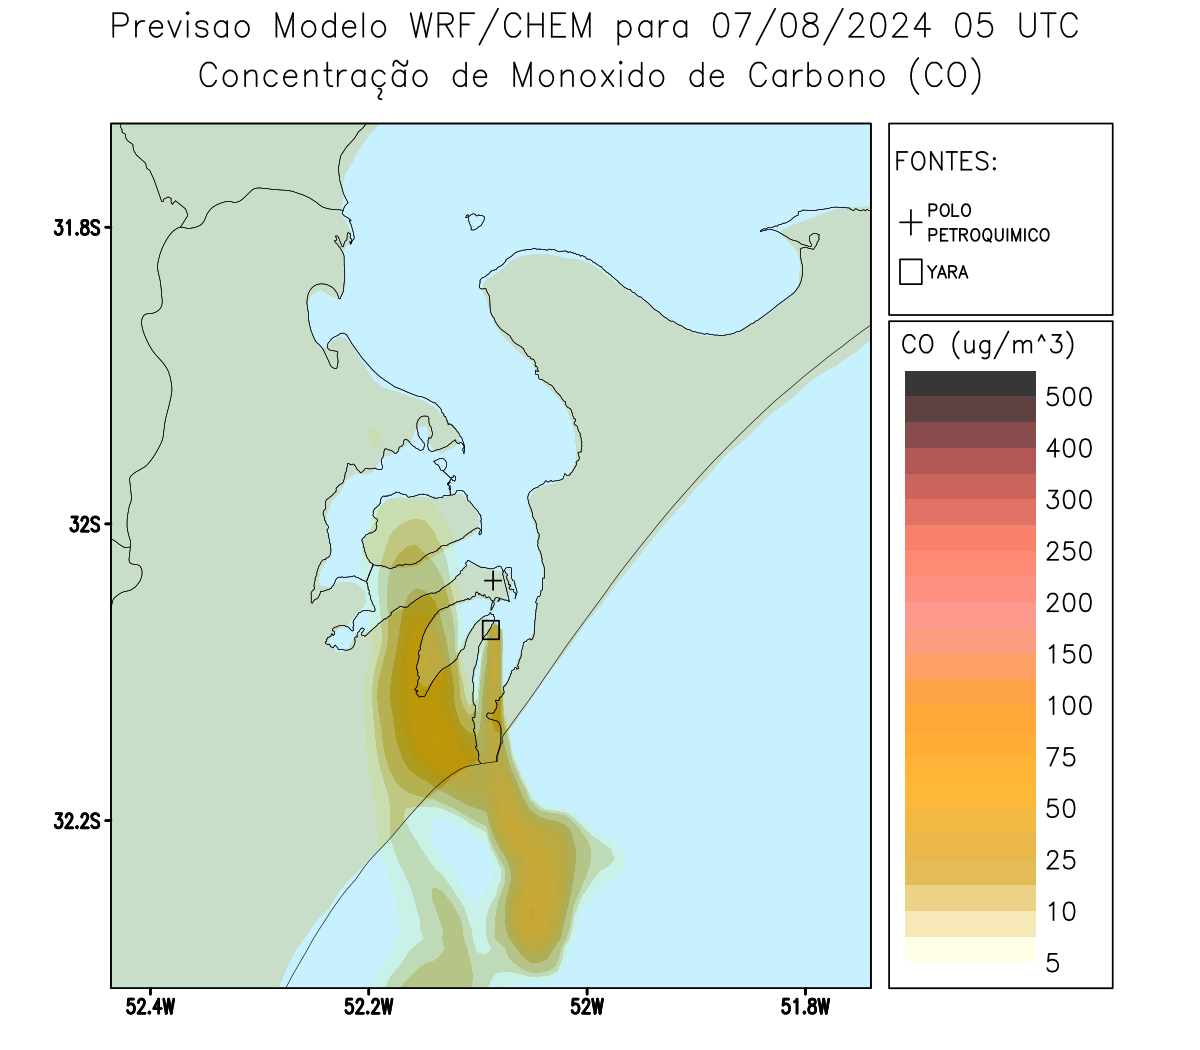 Previsao Modelo WRF/CHEM para 07/08/2024 05 UTC
Concentração de Monoxido de Carbono (CO)
FONTES:
POLO
PETROQUIMICO
YARA
CO (ug/m^3)
500
400
300
250
200
150
100
75
50
25
10
5
31.8S
32S
32.2S
52.4W
52.2W
52W
51.8W